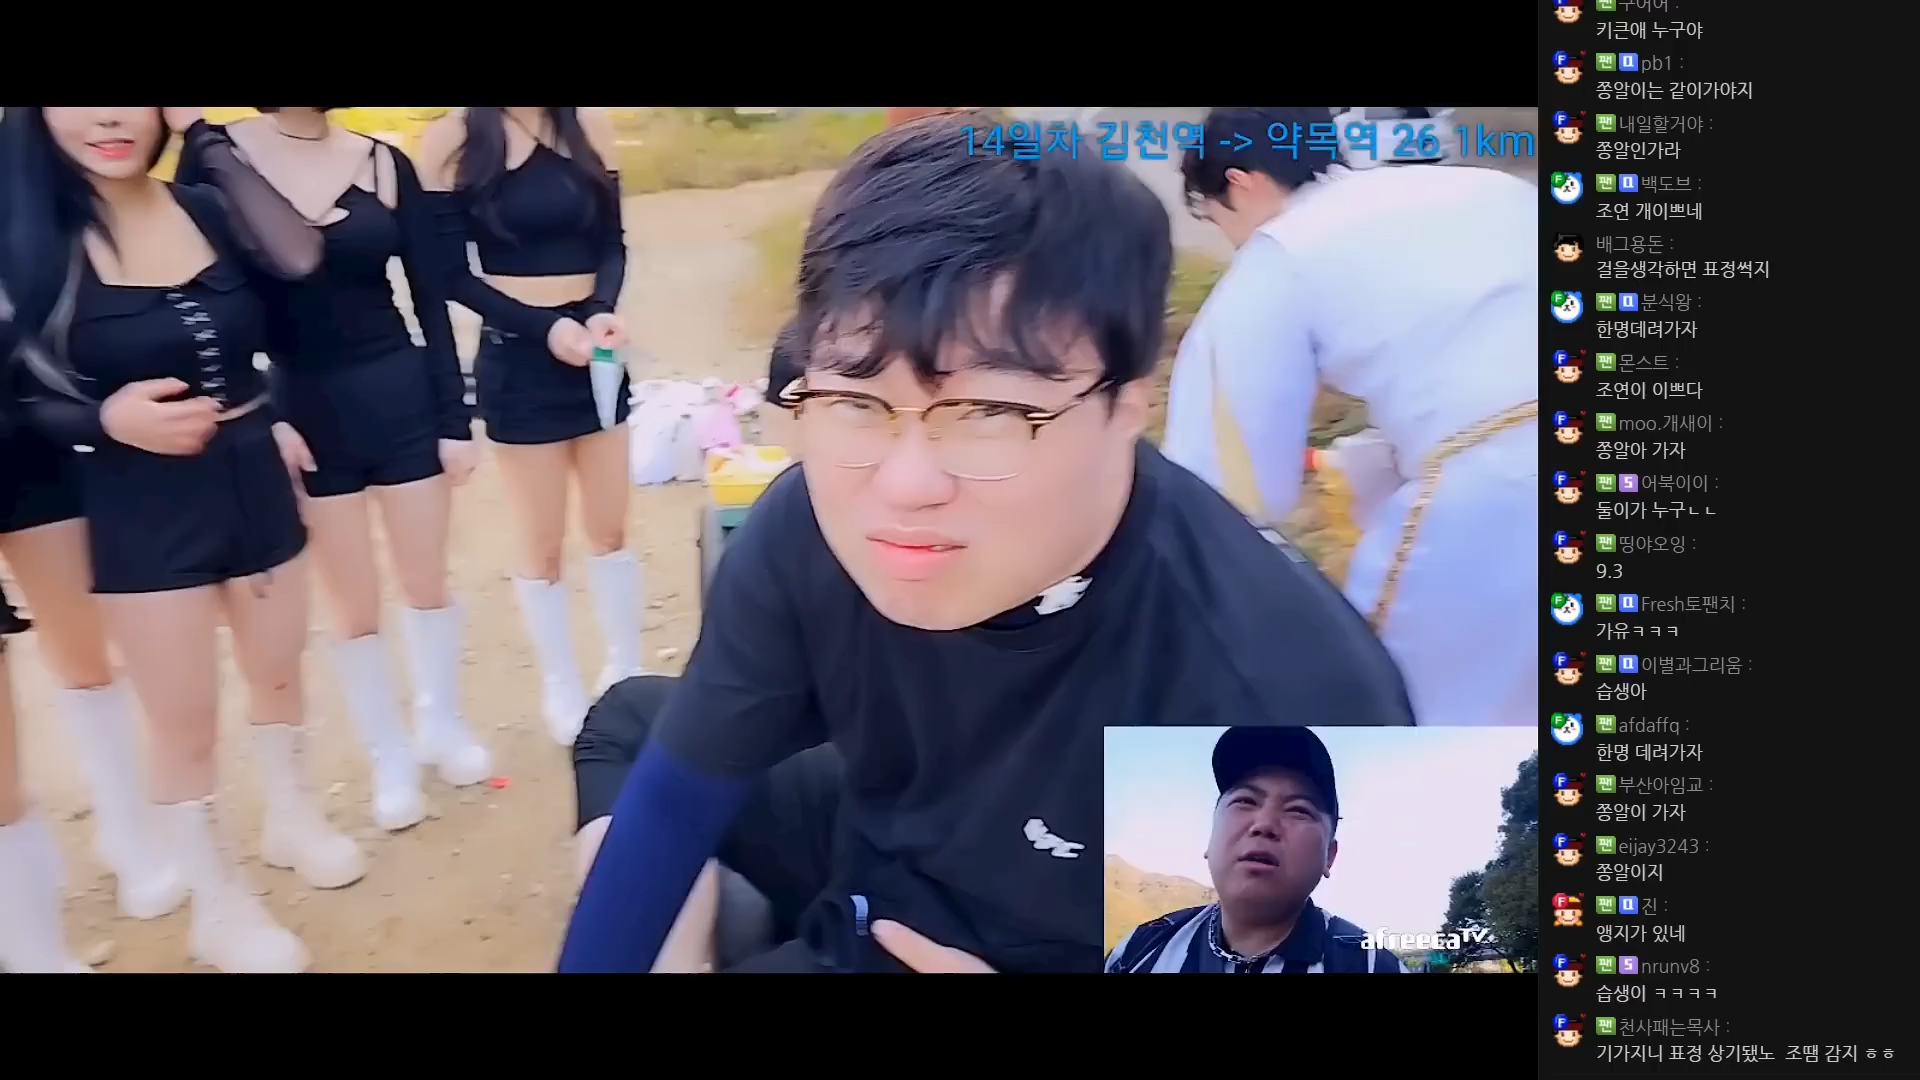 14일차 김천역 -> 약목역 26.1km
afreecaTV
구어어 :
키큰애 누구야
팬 pb1 :
쫑알이는 같이가야지
팬 내일할거야 :
쫑알인가라
팬 백도브 :
조연 개이쁘네
배그용돈 :
걸을생각하면 표정썩지
팬 분식왕 :
한명데려가자
팬 몬스트 :
조연이 이쁘다
팬 moo.개새이 :
쫑알아 가자
팬 S 어북이이 :
둘이가 누구ㄴㄴ
팬 띵야오잉 :
9.3
팬 Fresh토팬치 :
가유ㅋㅋㅋ
팬 이별과그리움 :
습생아
팬 afdaffq :
한명 데려가자
팬 부산아임교 :
쫑알이 가자
팬 eijay3243 :
쫑알이지
팬 진 :
앵지가 있네
팬 S nrunv8 :
습생이 ㅋㅋㅋㅋ
팬 천사패는목사 :
기가지니 표정 상기됐노 조땜 감지 ㅎㅎ